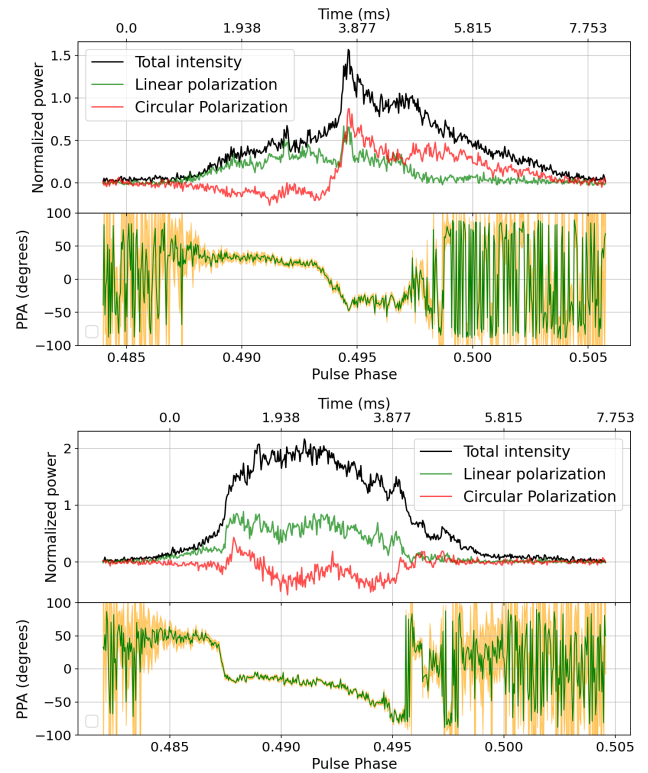 Time (ms)
0.0 1.938 3.877 5.815 7.753
Total intensity
Linear polarization
Circular Polarization
Normalized power
1.5
1.0
0.5
0.0
PPA (degrees)
100
50
0
−50
−100
0.485 0.490 0.495 0.500 0.505
Pulse Phase
Time (ms)
0.0 1.938 3.877 5.815 7.753
Total intensity
Linear polarization
Circular Polarization
Normalized power
2
1
0
PPA (degrees)
100
50
0
−50
−100
0.485 0.490 0.495 0.500 0.505
Pulse Phase